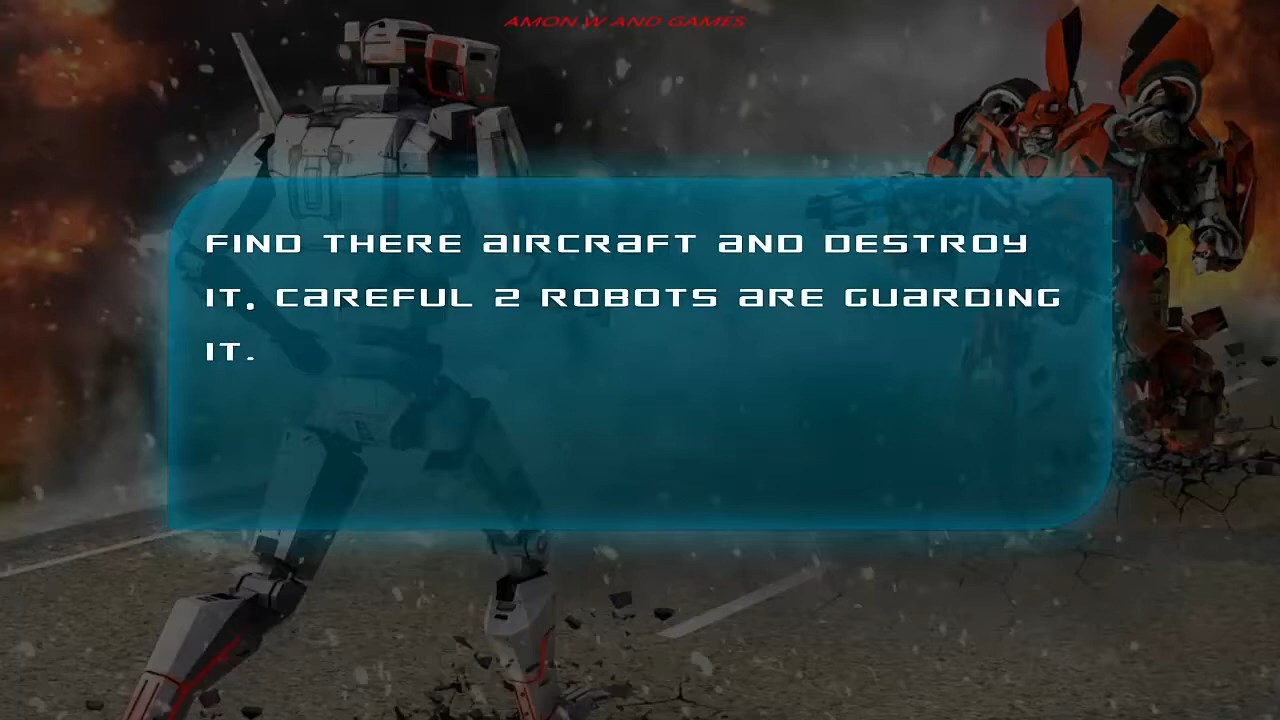 AMON W AND GAMES
FIND THERE AIRCRAFT AND DESTROY
IT, CAREFUL 2 ROBOTS ARE GUARDING
IT.